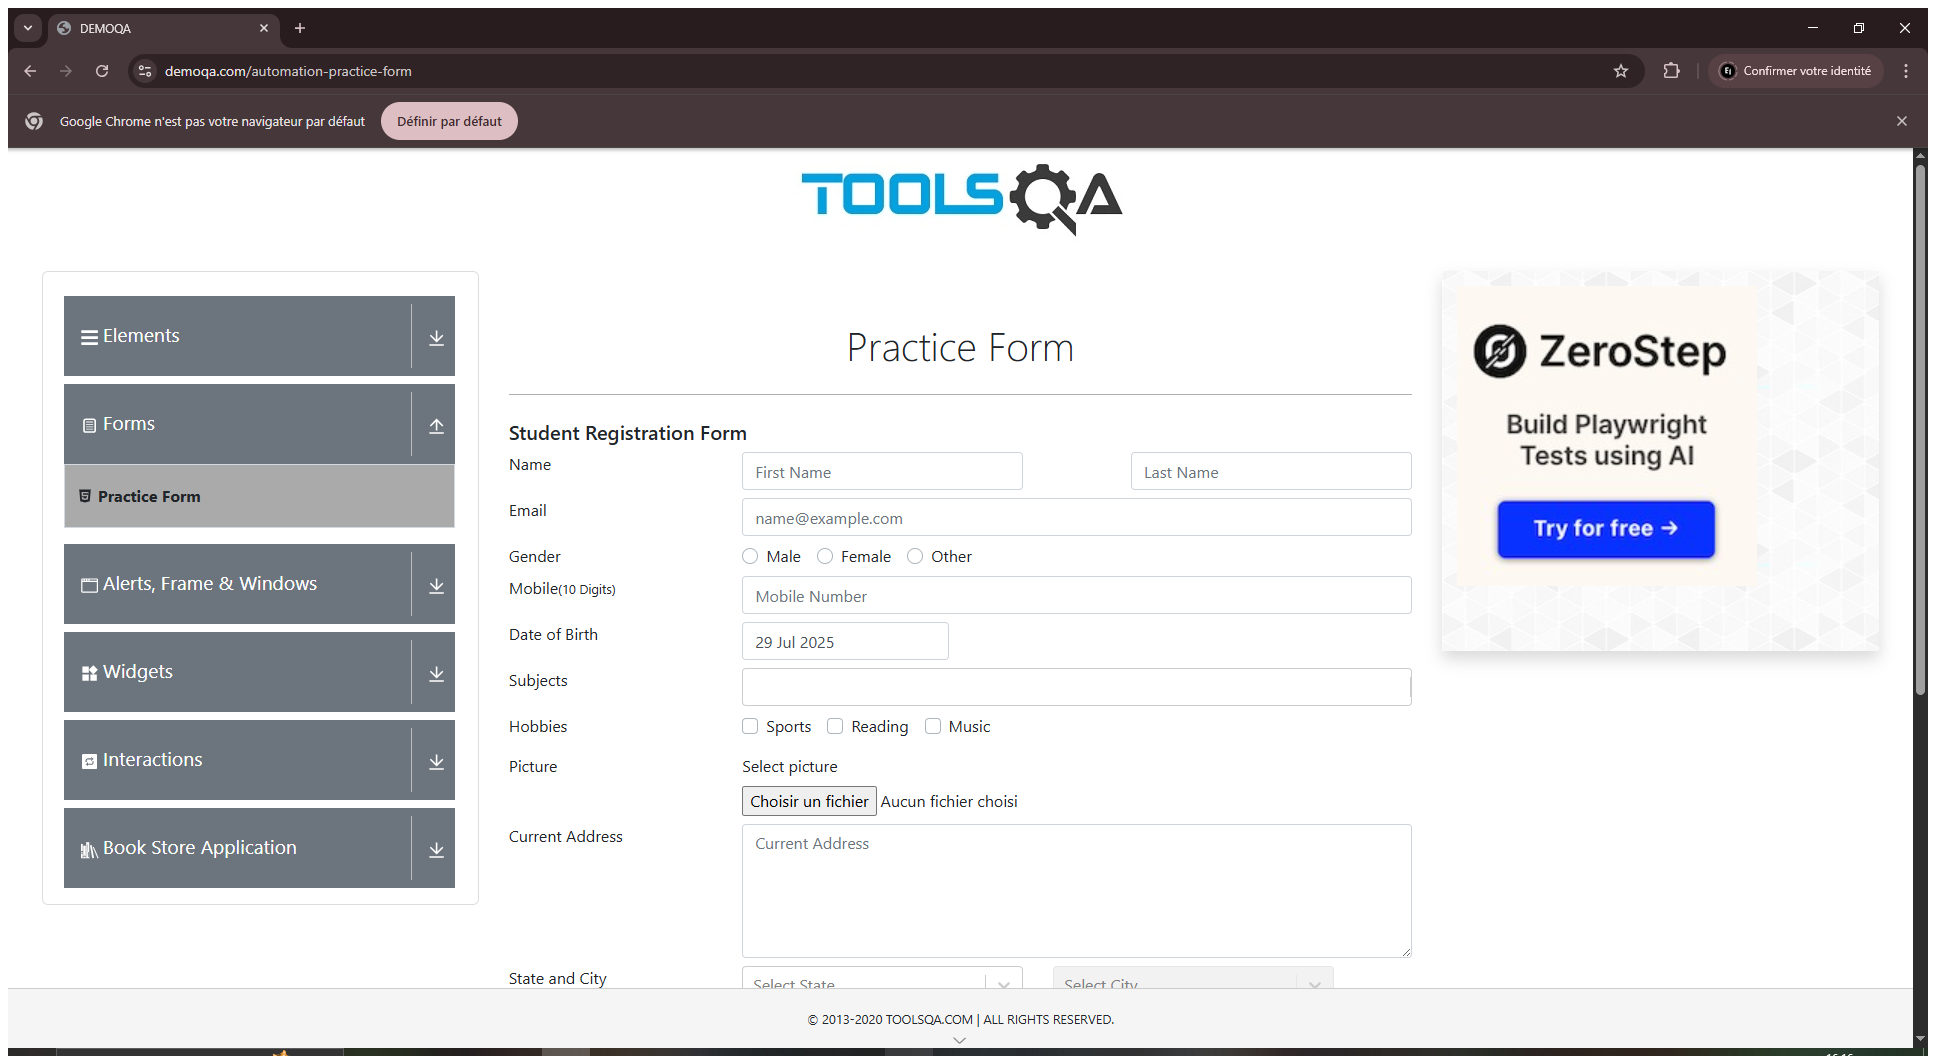 DEMOQA
demoqa.com/automation-practice-form
Confirmer votre identité
Google Chrome n'est pas votre navigateur par défaut
Définir par défaut
TOOLSQA
Elements
Forms
Practice Form
Alerts, Frame & Windows
Widgets
Interactions
Book Store Application
Practice Form
Student Registration Form
Name
First Name
Last Name
Email
name@example.com
Gender
Male
Female
Other
Mobile(10 Digits)
Mobile Number
Date of Birth
29 Jul 2025
Subjects
Hobbies
Sports
Reading
Music
Picture
Select picture
Choisir un fichier
Aucun fichier choisi
Current Address
Current Address
State and City
Select State
Select City
ZeroStep
Build Playwright
Tests using AI
Try for free →
© 2013-2020 TOOLSQA.COM | ALL RIGHTS RESERVED.